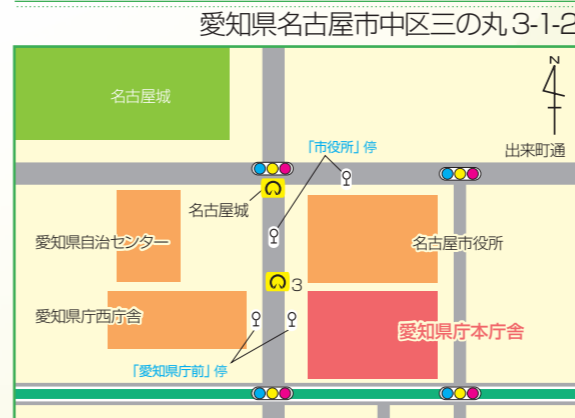 愛知県名古屋市中区三の丸3-1-2
名古屋城
N
「市役所」停
出来町通
名古屋城
愛知県自治センター
名古屋市役所
3
愛知県庁西庁舎
愛知県庁本庁舎
「愛知県庁前」停